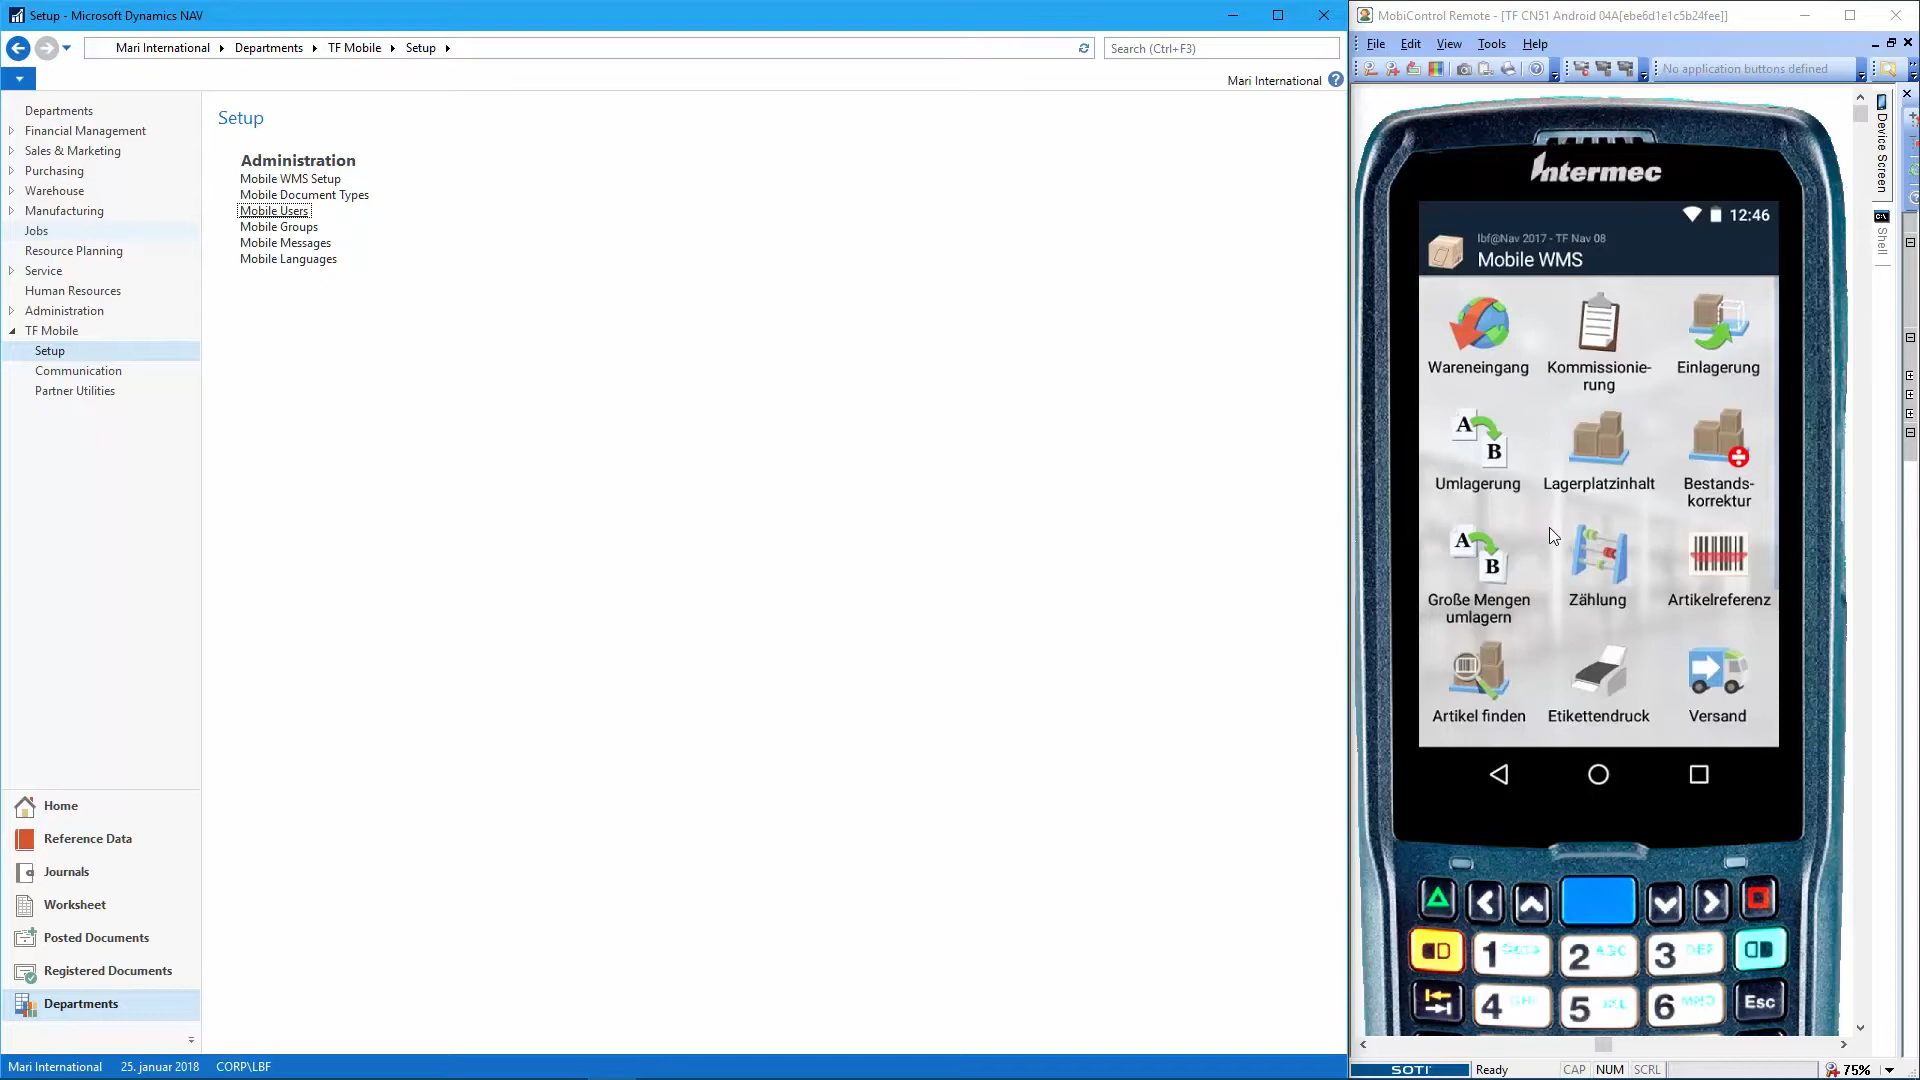 Setup - Microsoft Dynamics NAV
Mari International
Departments
TF Mobile
Setup
Search (Ctrl+F3)
Mari International
Departments
Financial Management
Sales & Marketing
Purchasing
Warehouse
Manufacturing
Jobs
Resource Planning
Service
Human Resources
Administration
TF Mobile
Setup
Communication
Partner Utilities
Home
Reference Data
Journals
Worksheet
Posted Documents
Registered Documents
Departments
Setup
Administration
Mobile WMS Setup
Mobile Document Types
Mobile Users
Mobile Groups
Mobile Messages
Mobile Languages
Mari International 25. januar 2018 CORP\LBF
MobiControl Remote - [TF CN51 Android 04A[ebe6d1e1c5b24fee]]
File Edit View Tools Help
No application buttons defined
Device Screen
Shell
Intermec
12:46
lbf@Nav 2017 - TF Nav 08
Mobile WMS
Wareneingang
Kommissionie-
rung
Einlagerung
A B
Umlagerung
Lagerplatzinhalt
Bestands-
korrektur
A B
Große Mengen
umlagern
Zählung
Artikelreferenz
Artikel finden
Etikettendruck
Versand
1 2 ABC 3 DEF
4 GHI 5 JKL 6 MNO Esc
SOTI Ready CAP NUM SCRL 75%